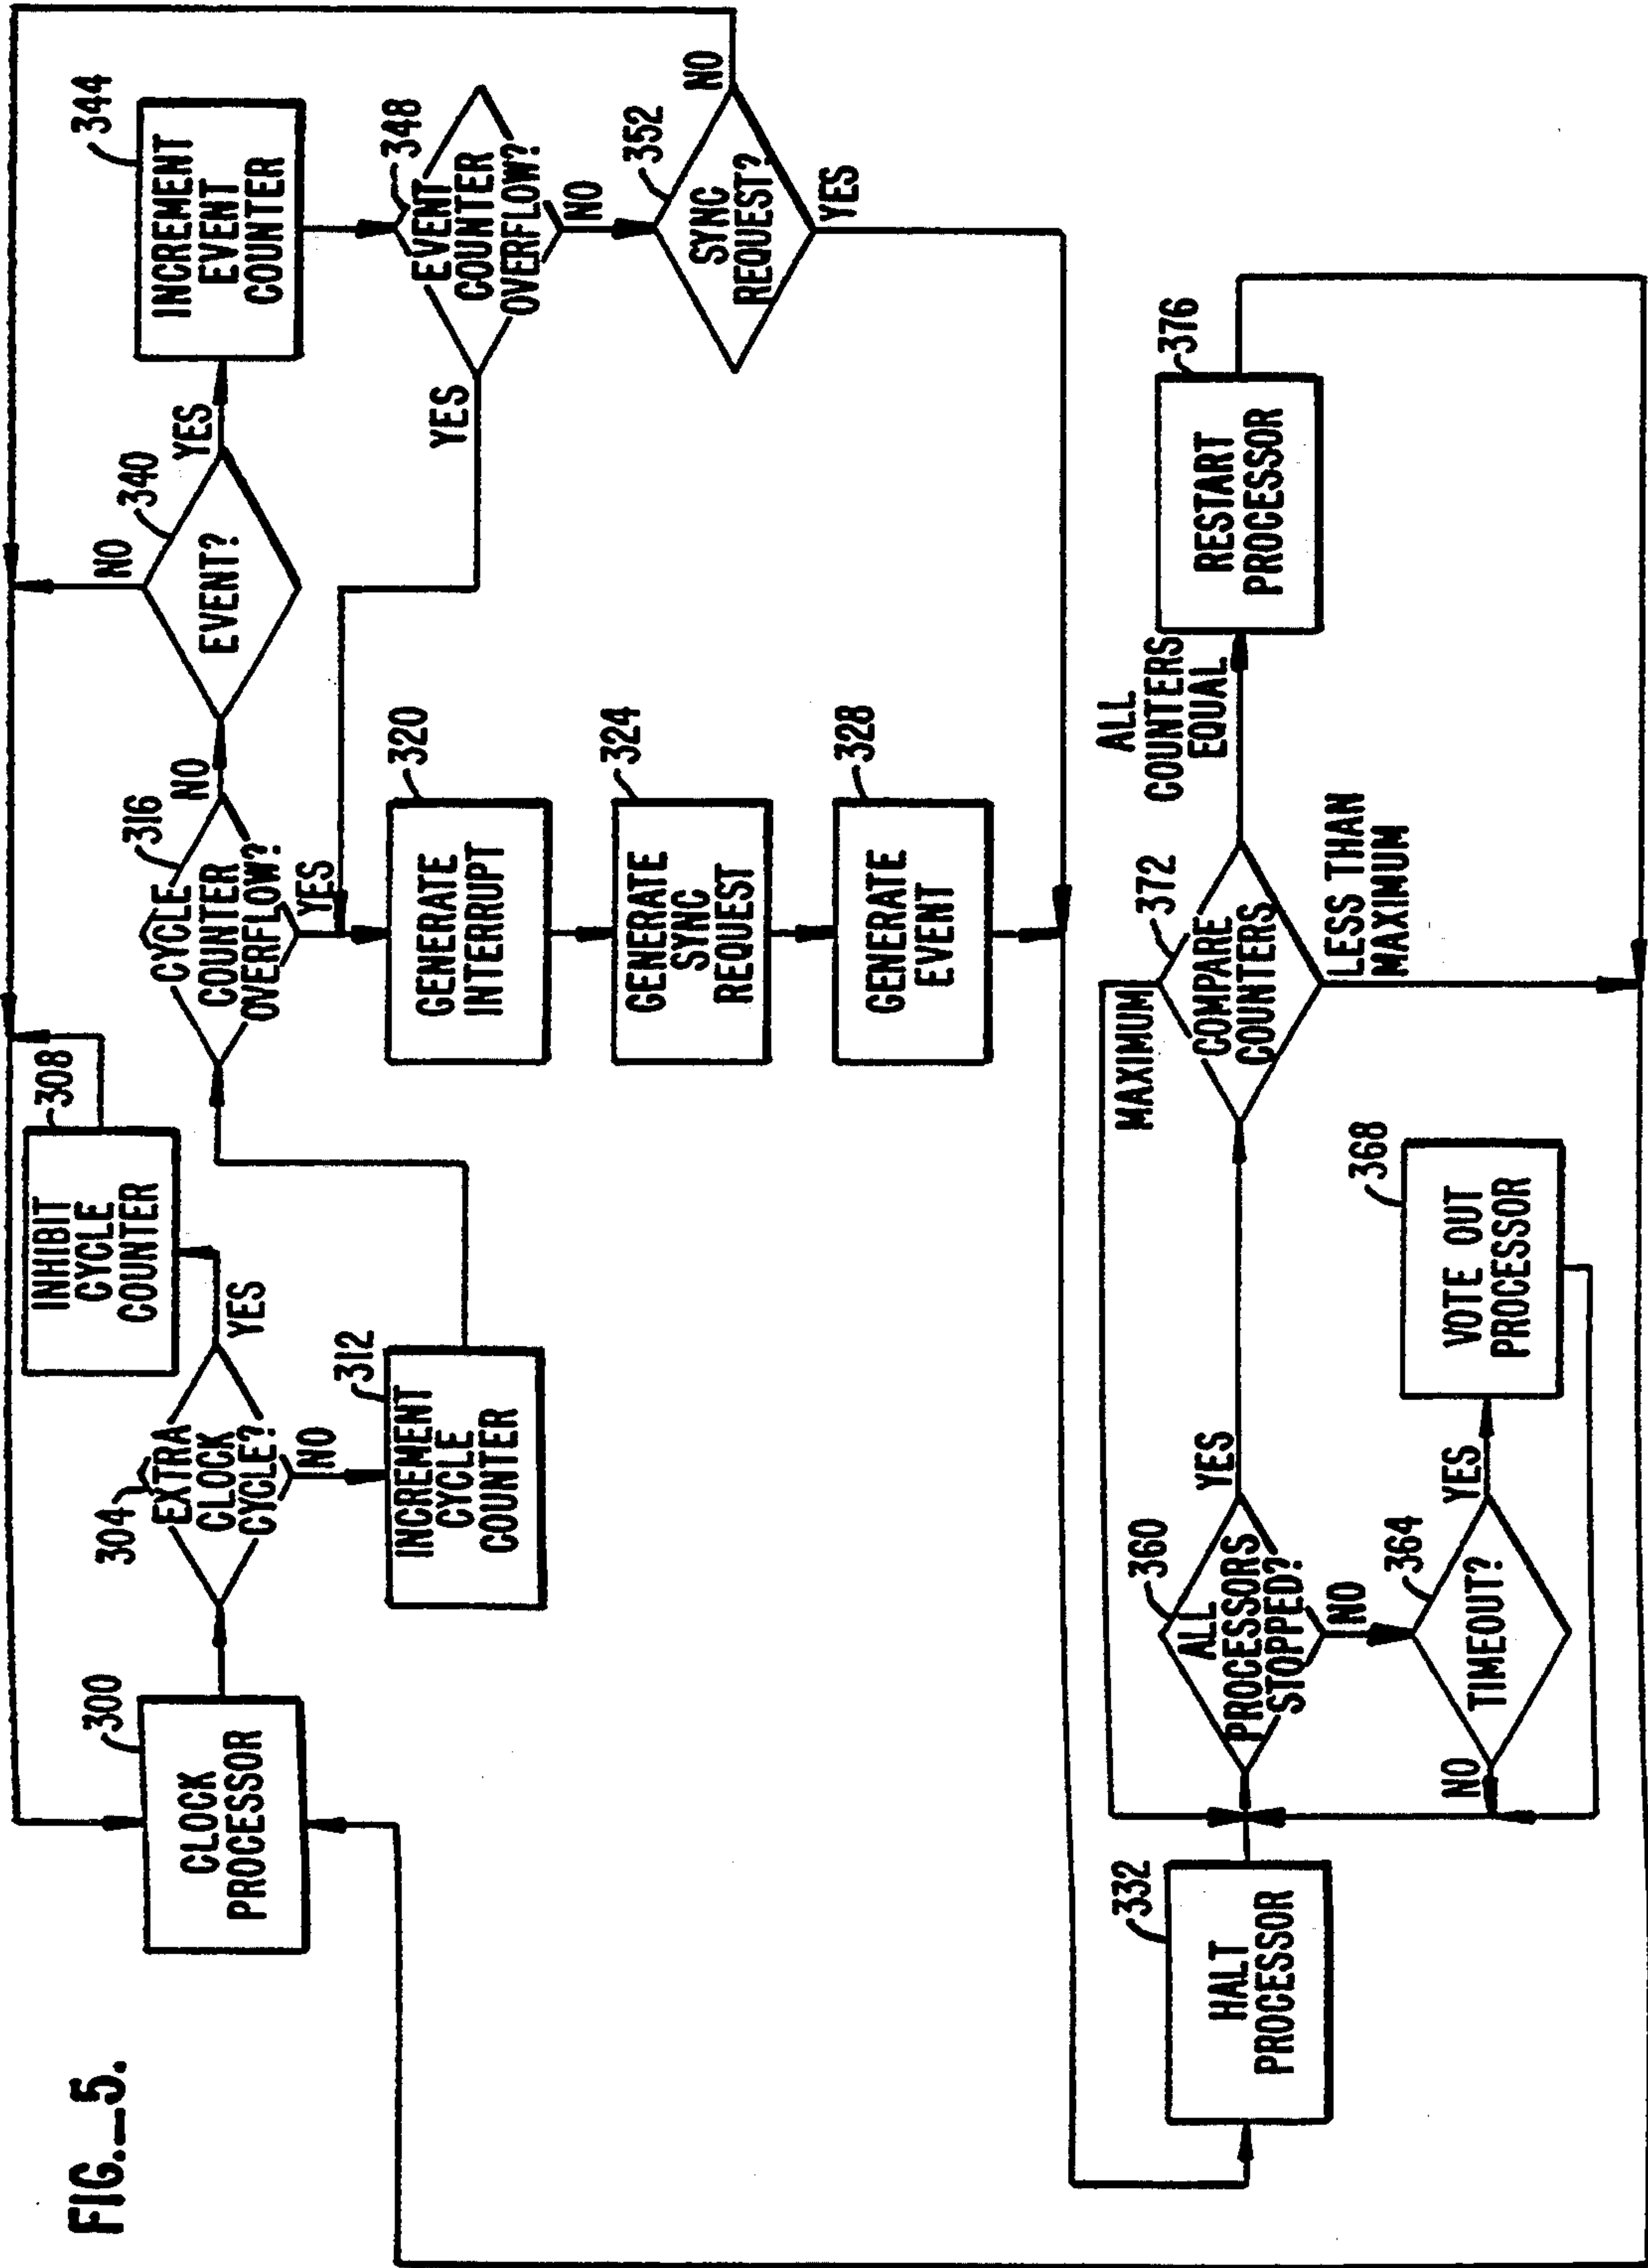 FIG._5.
300
CLOCK
PROCESSOR
304
EXTRA
CLOCK
CYCLE?
YES
NO
308
INHIBIT
CYCLE
COUNTER
312
INCREMENT
CYCLE
COUNTER
316
CYCLE
COUNTER
OVERFLOW?
NO
YES
320
GENERATE
INTERRUPT
324
GENERATE
SYNC
REQUEST
328
GENERATE
EVENT
340
EVENT?
NO
YES
344
INCREMENT
EVENT
COUNTER
348
EVENT
COUNTER
OVERFLOW?
YES
NO
352
SYNC
REQUEST?
NO
YES
332
HALT
PROCESSOR
360
ALL
PROCESSORS
STOPPED?
YES
NO
364
TIMEOUT?
NO
YES
368
VOTE OUT
PROCESSOR
372
COMPARE
COUNTERS
MAXIMUM
LESS THAN
MAXIMUM
ALL
COUNTERS
EQUAL
376
RESTART
PROCESSOR